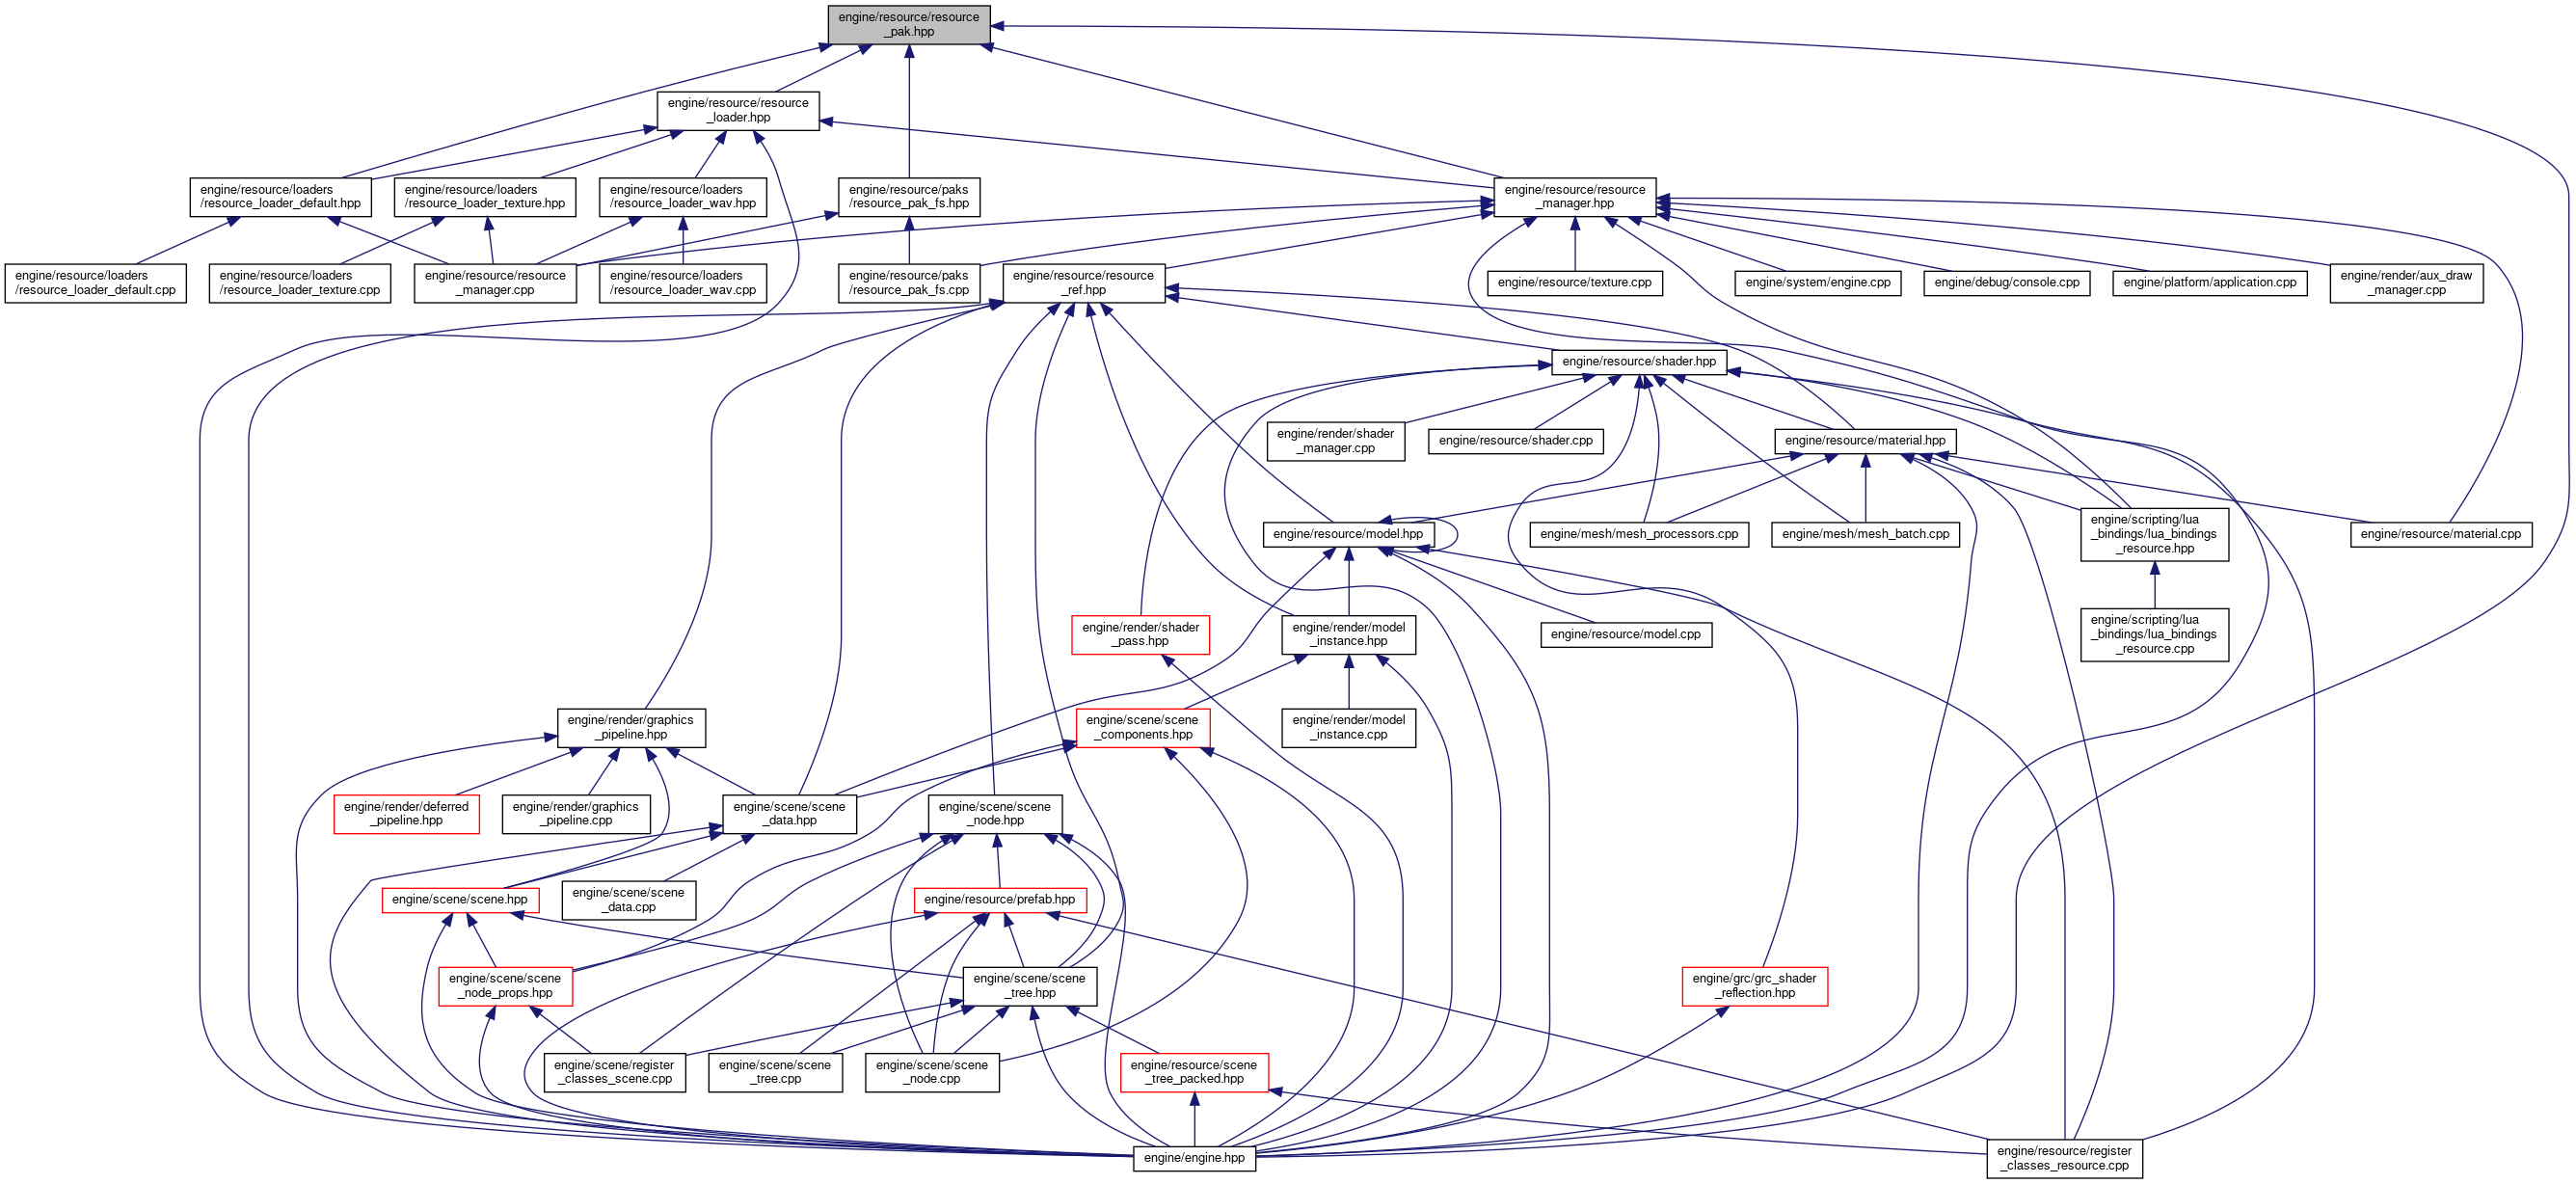 engine/resource/resource
_pak.hpp
engine/resource/resource
_loader.hpp
engine/resource/loaders
/resource_loader_default.hpp
engine/resource/loaders
/resource_loader_texture.hpp
engine/resource/loaders
/resource_loader_wav.hpp
engine/resource/paks
/resource_pak_fs.hpp
engine/resource/resource
_manager.hpp
engine/resource/loaders
/resource_loader_default.cpp
engine/resource/loaders
/resource_loader_texture.cpp
engine/resource/resource
_manager.cpp
engine/resource/loaders
/resource_loader_wav.cpp
engine/resource/paks
/resource_pak_fs.cpp
engine/resource/resource
_ref.hpp
engine/resource/texture.cpp
engine/system/engine.cpp
engine/debug/console.cpp
engine/platform/application.cpp
engine/render/aux_draw
_manager.cpp
engine/resource/shader.hpp
engine/render/shader
_manager.cpp
engine/resource/shader.cpp
engine/resource/material.hpp
engine/resource/model.hpp
engine/mesh/mesh_processors.cpp
engine/mesh/mesh_batch.cpp
engine/scripting/lua
_bindings/lua_bindings
_resource.hpp
engine/resource/material.cpp
engine/render/shader
_pass.hpp
engine/render/model
_instance.hpp
engine/resource/model.cpp
engine/scripting/lua
_bindings/lua_bindings
_resource.cpp
engine/render/graphics
_pipeline.hpp
engine/scene/scene
_components.hpp
engine/render/model
_instance.cpp
engine/render/deferred
_pipeline.hpp
engine/render/graphics
_pipeline.cpp
engine/scene/scene
_data.hpp
engine/scene/scene
_node.hpp
engine/scene/scene.hpp
engine/scene/scene
_data.cpp
engine/resource/prefab.hpp
engine/scene/scene
_node_props.hpp
engine/scene/scene
_tree.hpp
engine/grc/grc_shader
_reflection.hpp
engine/scene/register
_classes_scene.cpp
engine/scene/scene
_tree.cpp
engine/scene/scene
_node.cpp
engine/resource/scene
_tree_packed.hpp
engine/engine.hpp
engine/resource/register
_classes_resource.cpp